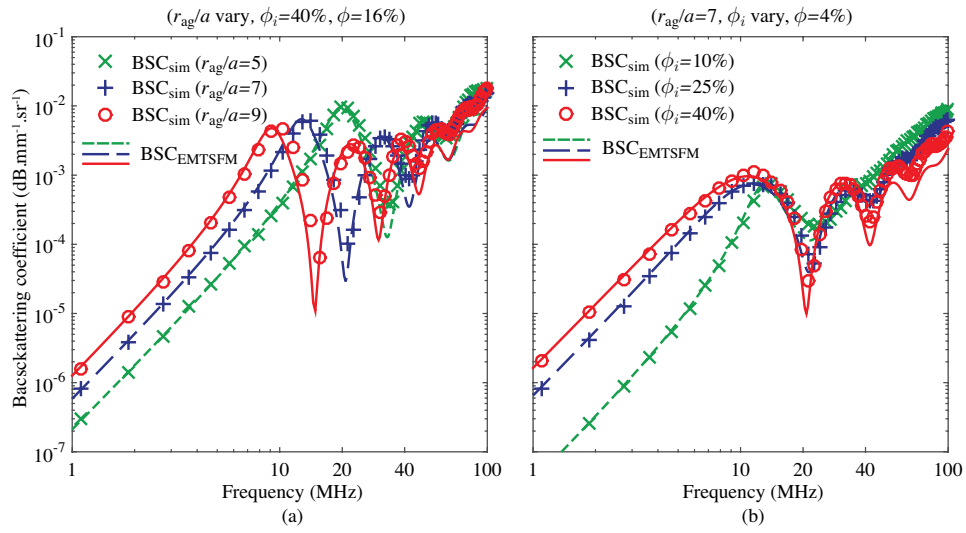 (r_ag/a vary, ϕ_i=40%, ϕ=16%)
10^-1
10^-2
10^-3
10^-4
10^-5
10^-6
10^-7
Bacsckattering coefficient (dB.mm^-1.sr^-1)
BSC_sim (r_ag/a=5)
BSC_sim (r_ag/a=7)
BSC_sim (r_ag/a=9)
BSC_EMTSFM
1 10 20 40 100
Frequency (MHz)
(a)
(r_ag/a=7, ϕ_i vary, ϕ=4%)
BSC_sim (ϕ_i=10%)
BSC_sim (ϕ_i=25%)
BSC_sim (ϕ_i=40%)
BSC_EMTSFM
1 10 20 40 100
Frequency (MHz)
(b)